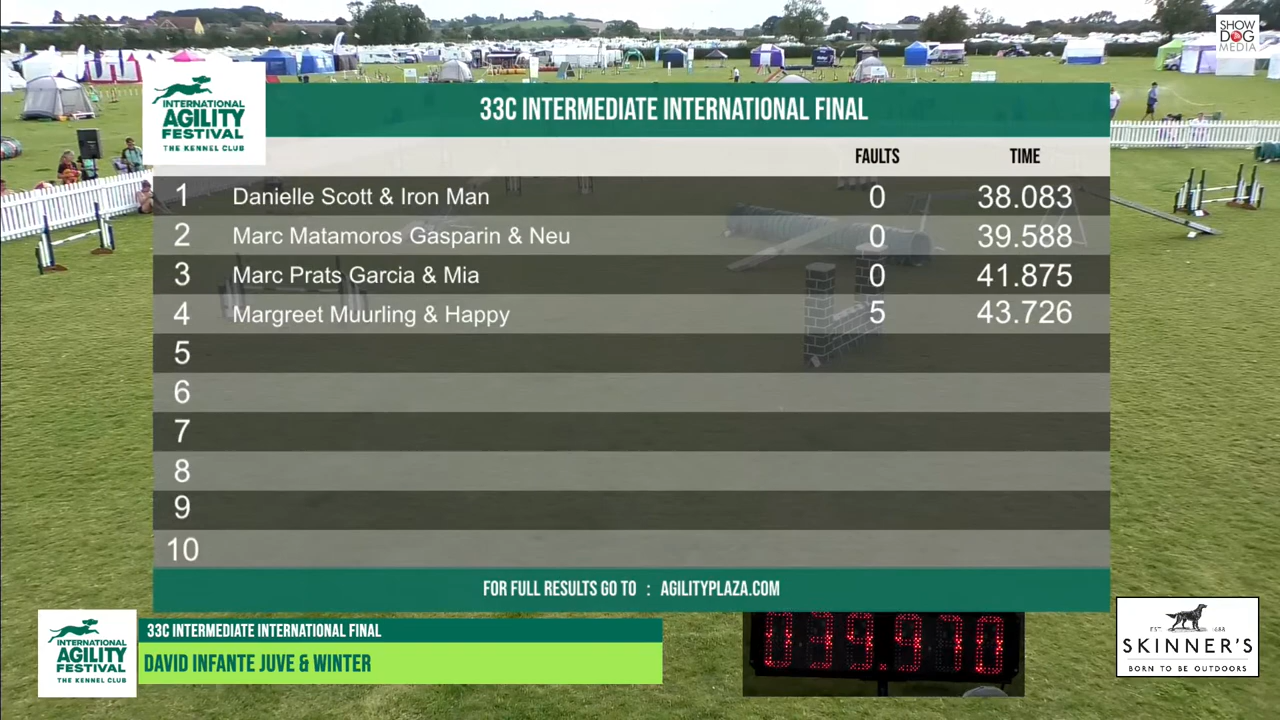 SHOW
DOG
MEDIA
INTERNATIONAL
AGILITY
FESTIVAL
THE KENNEL CLUB
33C INTERMEDIATE INTERNATIONAL FINAL
FAULTS TIME
1 Danielle Scott & Iron Man 0 38.083
2 Marc Matamoros Gasparin & Neu 0 39.588
3 Marc Prats Garcia & Mia 0 41.875
4 Margreet Muurling & Happy 5 43.726
5
6
7
8
9
10
FOR FULL RESULTS GO TO : AGILITYPLAZA.COM
INTERNATIONAL
AGILITY
FESTIVAL
THE KENNEL CLUB
33C INTERMEDIATE INTERNATIONAL FINAL
DAVID INFANTE JUVE & WINTER
039.970
EST 1688
SKINNER'S
BORN TO BE OUTDOORS